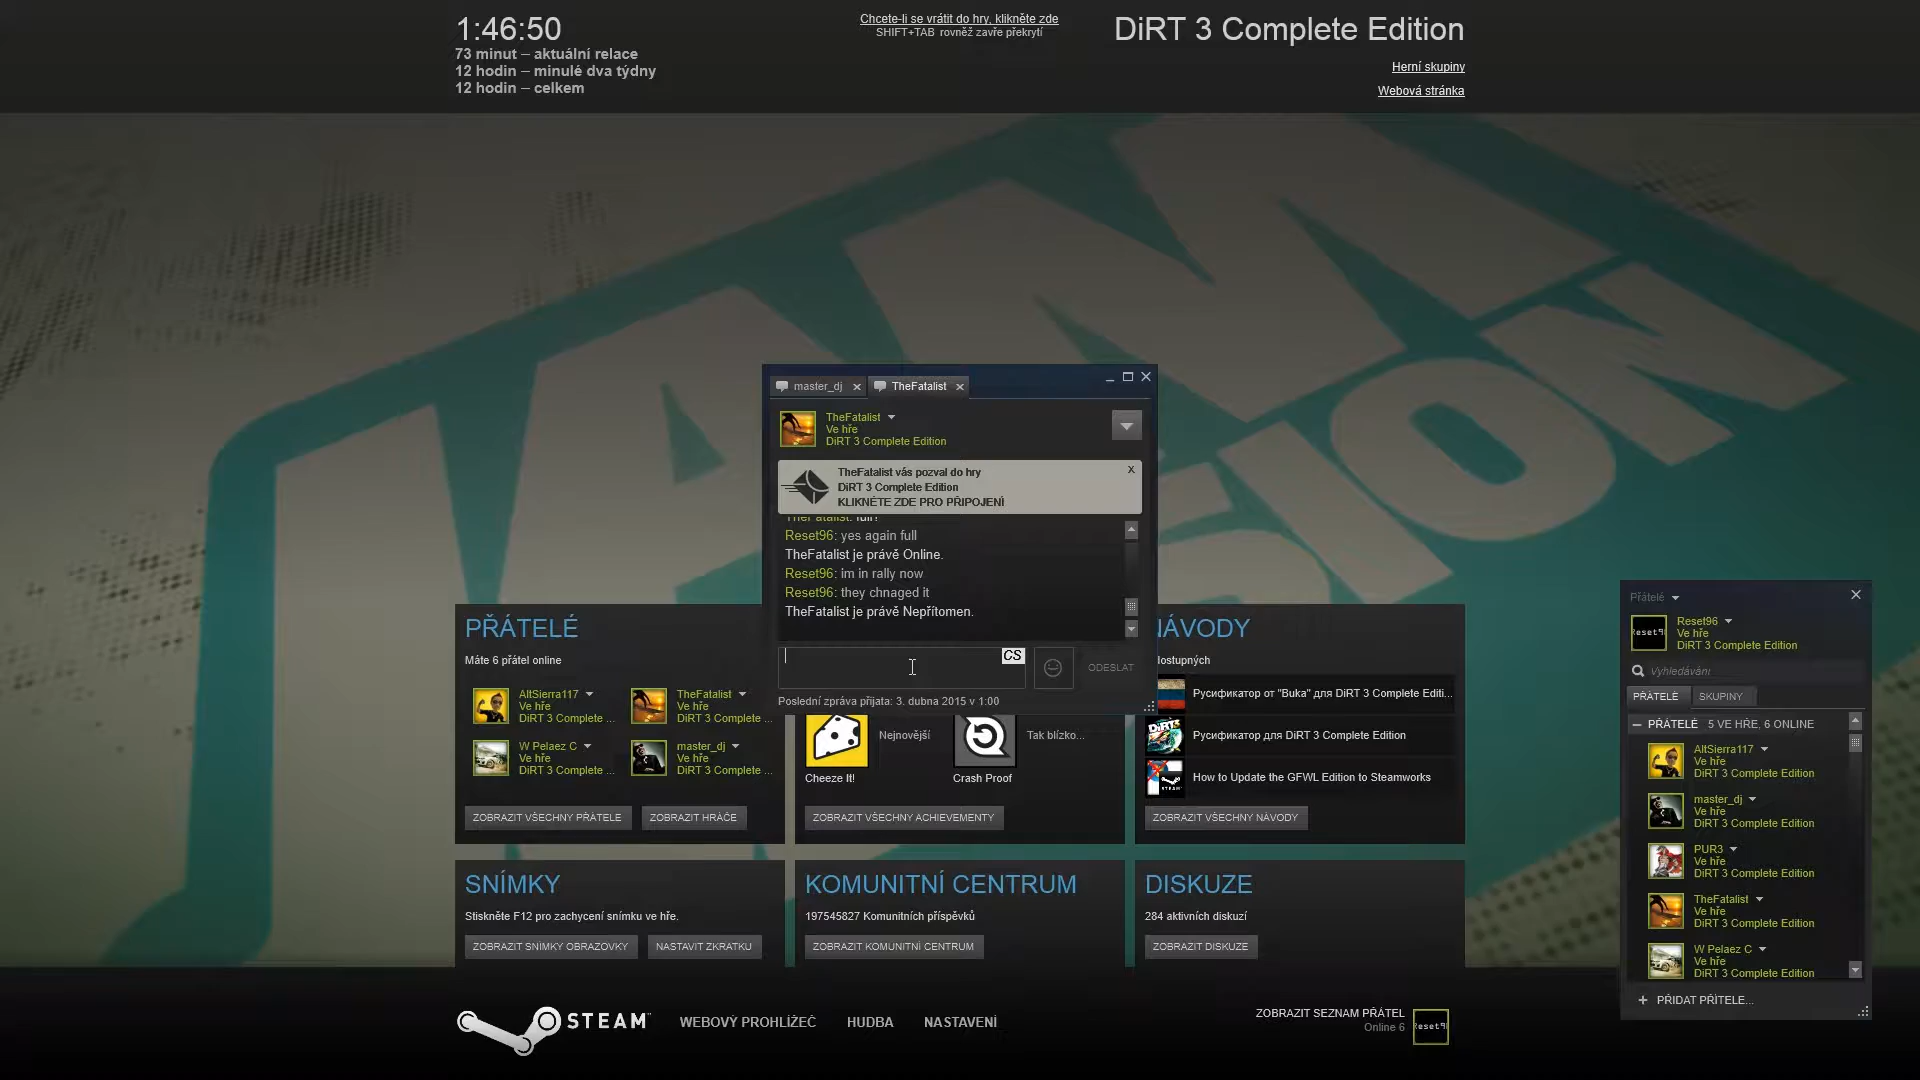 1:46:50
73 minut – aktuální relace
12 hodin – minulé dva týdny
12 hodin – celkem
Chcete-li se vrátit do hry, klikněte zde
SHIFT+TAB rovněž zavře překrytí
DiRT 3 Complete Edition
Herní skupiny
Webová stránka
master_dj
TheFatalist
TheFatalist
Ve hře
DiRT 3 Complete Edition
TheFatalist vás pozval do hry
DiRT 3 Complete Edition
KLIKNĚTE ZDE PRO PŘIPOJENÍ
TheFatalist: full?
Reset96: yes again full
TheFatalist je právě Online.
Reset96: im in rally now
Reset96: they chnaged it
TheFatalist je právě Nepřítomen.
CS
ODESLAT
Poslední zpráva přijata: 3. dubna 2015 v 1:00
PŘÁTELÉ
Máte 6 přátel online
AltSierra117
Ve hře
DiRT 3 Complete ...
TheFatalist
Ve hře
DiRT 3 Complete ...
W Pelaez C
Ve hře
DiRT 3 Complete ...
master_dj
Ve hře
DiRT 3 Complete ...
ZOBRAZIT VŠECHNY PŘÁTELE
ZOBRAZIT HRÁČE
Nejnovější
Cheeze It!
Tak blízko...
Crash Proof
ZOBRAZIT VŠECHNY ACHIEVEMENTY
NÁVODY
dostupných
Русификатор от "Buka" для DiRT 3 Complete Editi...
Русификатор для DiRT 3 Complete Edition
How to Update the GFWL Edition to Steamworks
ZOBRAZIT VŠECHNY NÁVODY
SNÍMKY
Stiskněte F12 pro zachycení snímku ve hře.
ZOBRAZIT SNÍMKY OBRAZOVKY
NASTAVIT ZKRATKU
KOMUNITNÍ CENTRUM
197545827 Komunitních příspěvků
ZOBRAZIT KOMUNITNÍ CENTRUM
DISKUZE
284 aktivních diskuzí
ZOBRAZIT DISKUZE
Přátelé
Reset96
Ve hře
DiRT 3 Complete Edition
Vyhledávání
PŘÁTELÉ
SKUPINY
PŘÁTELÉ 5 VE HŘE, 6 ONLINE
AltSierra117
Ve hře
DiRT 3 Complete Edition
master_dj
Ve hře
DiRT 3 Complete Edition
PUR3
Ve hře
DiRT 3 Complete Edition
TheFatalist
Ve hře
DiRT 3 Complete Edition
W Pelaez C
Ve hře
DiRT 3 Complete Edition
+ PŘIDAT PŘÍTELE...
STEAM
WEBOVÝ PROHLÍŽEČ
HUDBA
NASTAVENÍ
ZOBRAZIT SEZNAM PŘÁTEL
Online 6